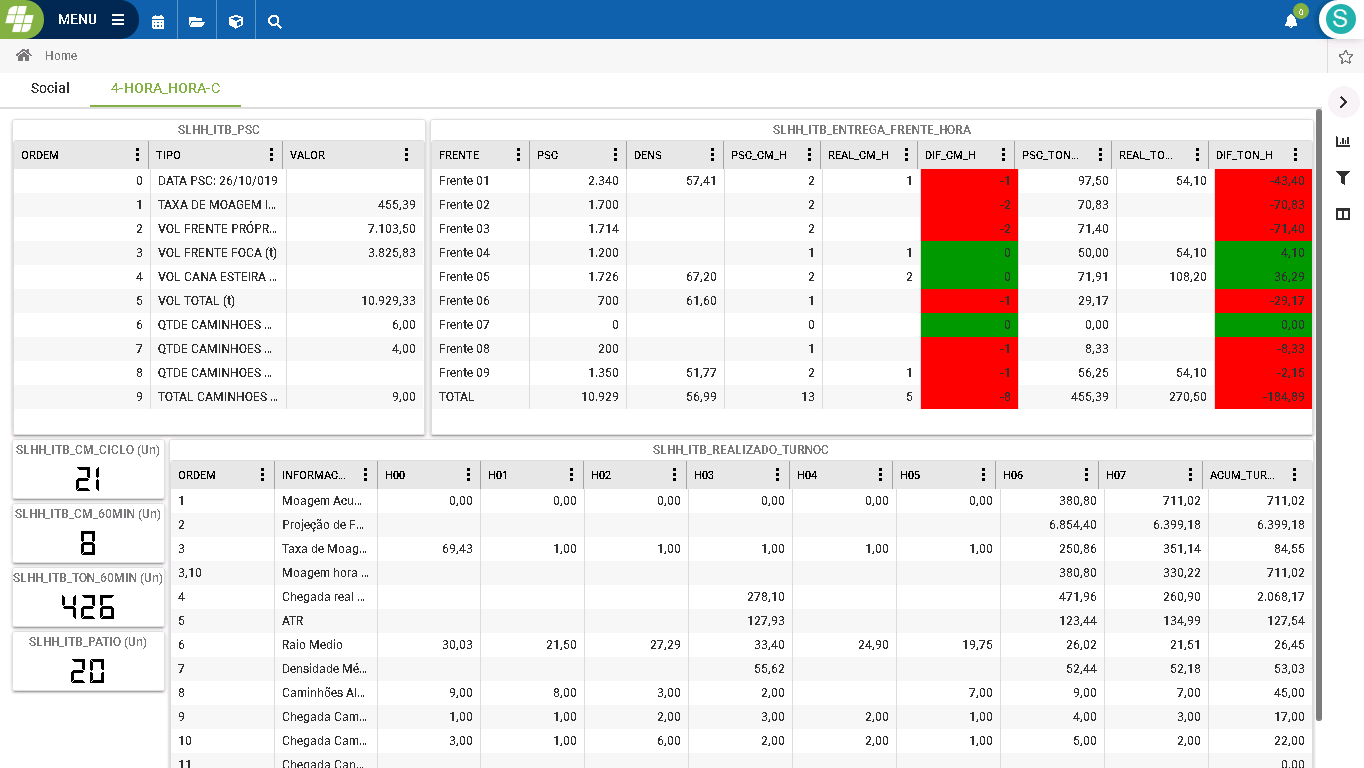 MENU
0
S
Home
Social 4-HORA_HORA-C
SLHH_ITB_PSC
ORDEM TIPO VALOR
0 DATA PSC: 26/10/019
1 TAXA DE MOAGEM I... 455,39
2 VOL FRENTE PRÓPR... 7.103,50
3 VOL FRENTE FOCA (t) 3.825,83
4 VOL CANA ESTEIRA ...
5 VOL TOTAL (t) 10.929,33
6 QTDE CAMINHOES ... 6,00
7 QTDE CAMINHOES ... 4,00
8 QTDE CAMINHOES ...
9 TOTAL CAMINHOES ... 9,00
SLHH_ITB_ENTREGA_FRENTE_HORA
FRENTE PSC DENS PSC_CM_H REAL_CM_H DIF_CM_H PSC_TON... REAL_TO... DIF_TON_H
Frente 01 2.340 57,41 2 1 -1 97,50 54,10 -43,40
Frente 02 1.700 2 -2 70,83 -70,83
Frente 03 1.714 2 -2 71,40 -71,40
Frente 04 1.200 1 1 0 50,00 54,10 4,10
Frente 05 1.726 67,20 2 2 0 71,91 108,20 36,29
Frente 06 700 61,60 1 -1 29,17 -29,17
Frente 07 0 0 0 0,00 0,00
Frente 08 200 1 -1 8,33 -8,33
Frente 09 1.350 51,77 2 1 -1 56,25 54,10 -2,15
TOTAL 10.929 56,99 13 5 -8 455,39 270,50 -184,89
SLHH_ITB_CM_CICLO (Un)
21
SLHH_ITB_CM_60MIN (Un)
8
SLHH_ITB_TON_60MIN (Un)
426
SLHH_ITB_PATIO (Un)
20
SLHH_ITB_REALIZADO_TURNOC
ORDEM INFORMAC... H00 H01 H02 H03 H04 H05 H06 H07 ACUM_TUR...
1 Moagem Acu... 0,00 0,00 0,00 0,00 0,00 0,00 380,80 711,02 711,02
2 Projeção de F... 6.854,40 6.399,18 6.399,18
3 Taxa de Moag... 69,43 1,00 1,00 1,00 1,00 1,00 250,86 351,14 84,55
3,10 Moagem hora ... 380,80 330,22 711,02
4 Chegada real ... 278,10 471,96 260,90 2.068,17
5 ATR 127,93 123,44 134,99 127,54
6 Raio Medio 30,03 21,50 27,29 33,40 24,90 19,75 26,02 21,51 26,45
7 Densidade Mé... 55,62 52,44 52,18 53,03
8 Caminhões Al... 9,00 8,00 3,00 2,00 7,00 9,00 7,00 45,00
9 Chegada Cam... 1,00 1,00 2,00 3,00 2,00 1,00 4,00 3,00 17,00
10 Chegada Cam... 3,00 1,00 6,00 2,00 2,00 1,00 5,00 2,00 22,00
11 Chegada Can... 0,00